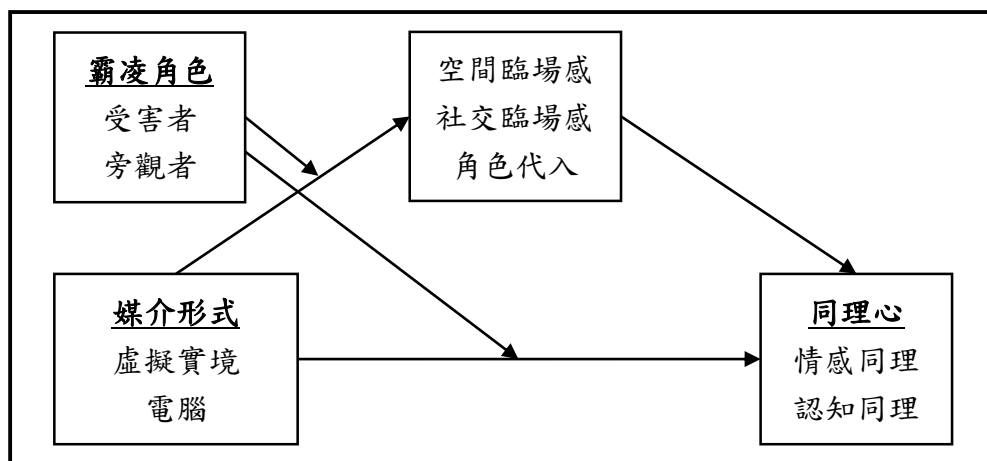 霸凌角色
受害者
旁觀者
空間臨場感
社交臨場感
角色代入
媒介形式
虛擬實境
電腦
同理心
情感同理
認知同理